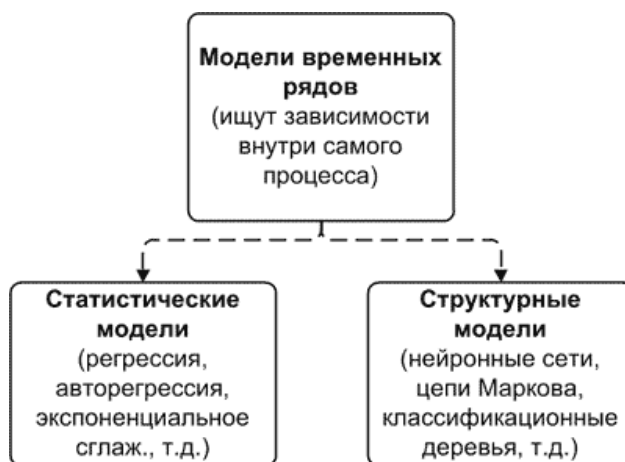 Модели временных
рядов
(ищут зависимости
внутри самого
процесса)
Статистические
модели
(регрессия,
авторегрессия,
экспоненциальное
сглаж., т.д.)
Структурные
модели
(нейронные сети,
цепи Маркова,
классификационные
деревья, т.д.)